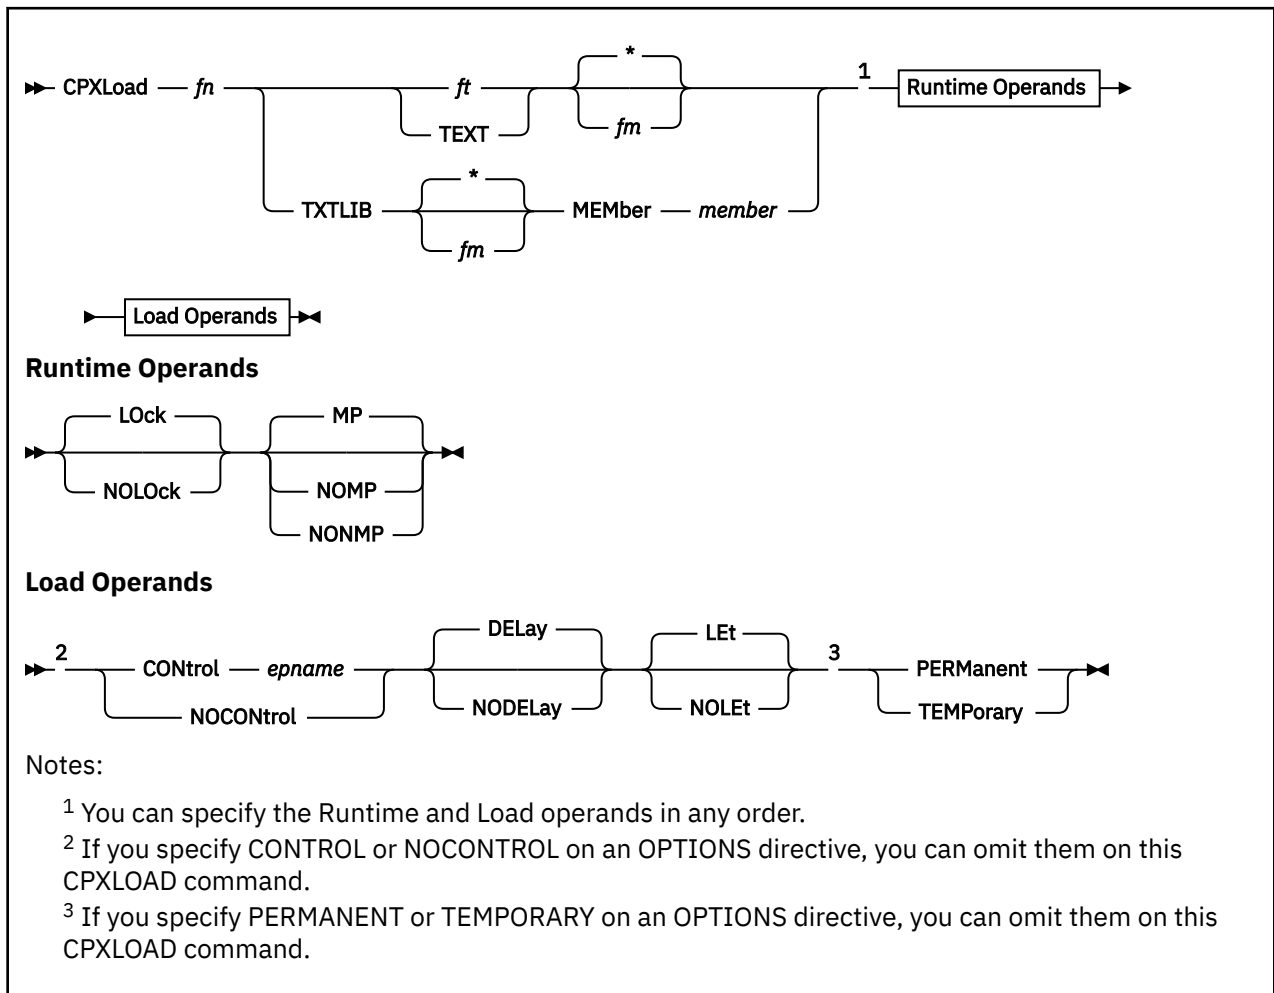 *
CPXLoad fn ft 1 Runtime Operands
TEXT fm
*
TXTLIB MEMber member
fm
Load Operands
Runtime Operands
LOck MP
NOLOck NOMP
NONMP
Load Operands
DELay LEt
2 CONtrol epname 3 PERManent
NOCONtrol NODELay NOLEt TEMPorary
Notes:
1 You can specify the Runtime and Load operands in any order.
2 If you specify CONTROL or NOCONTROL on an OPTIONS directive, you can omit them on this
CPXLOAD command.
3 If you specify PERMANENT or TEMPORARY on an OPTIONS directive, you can omit them on this
CPXLOAD command.